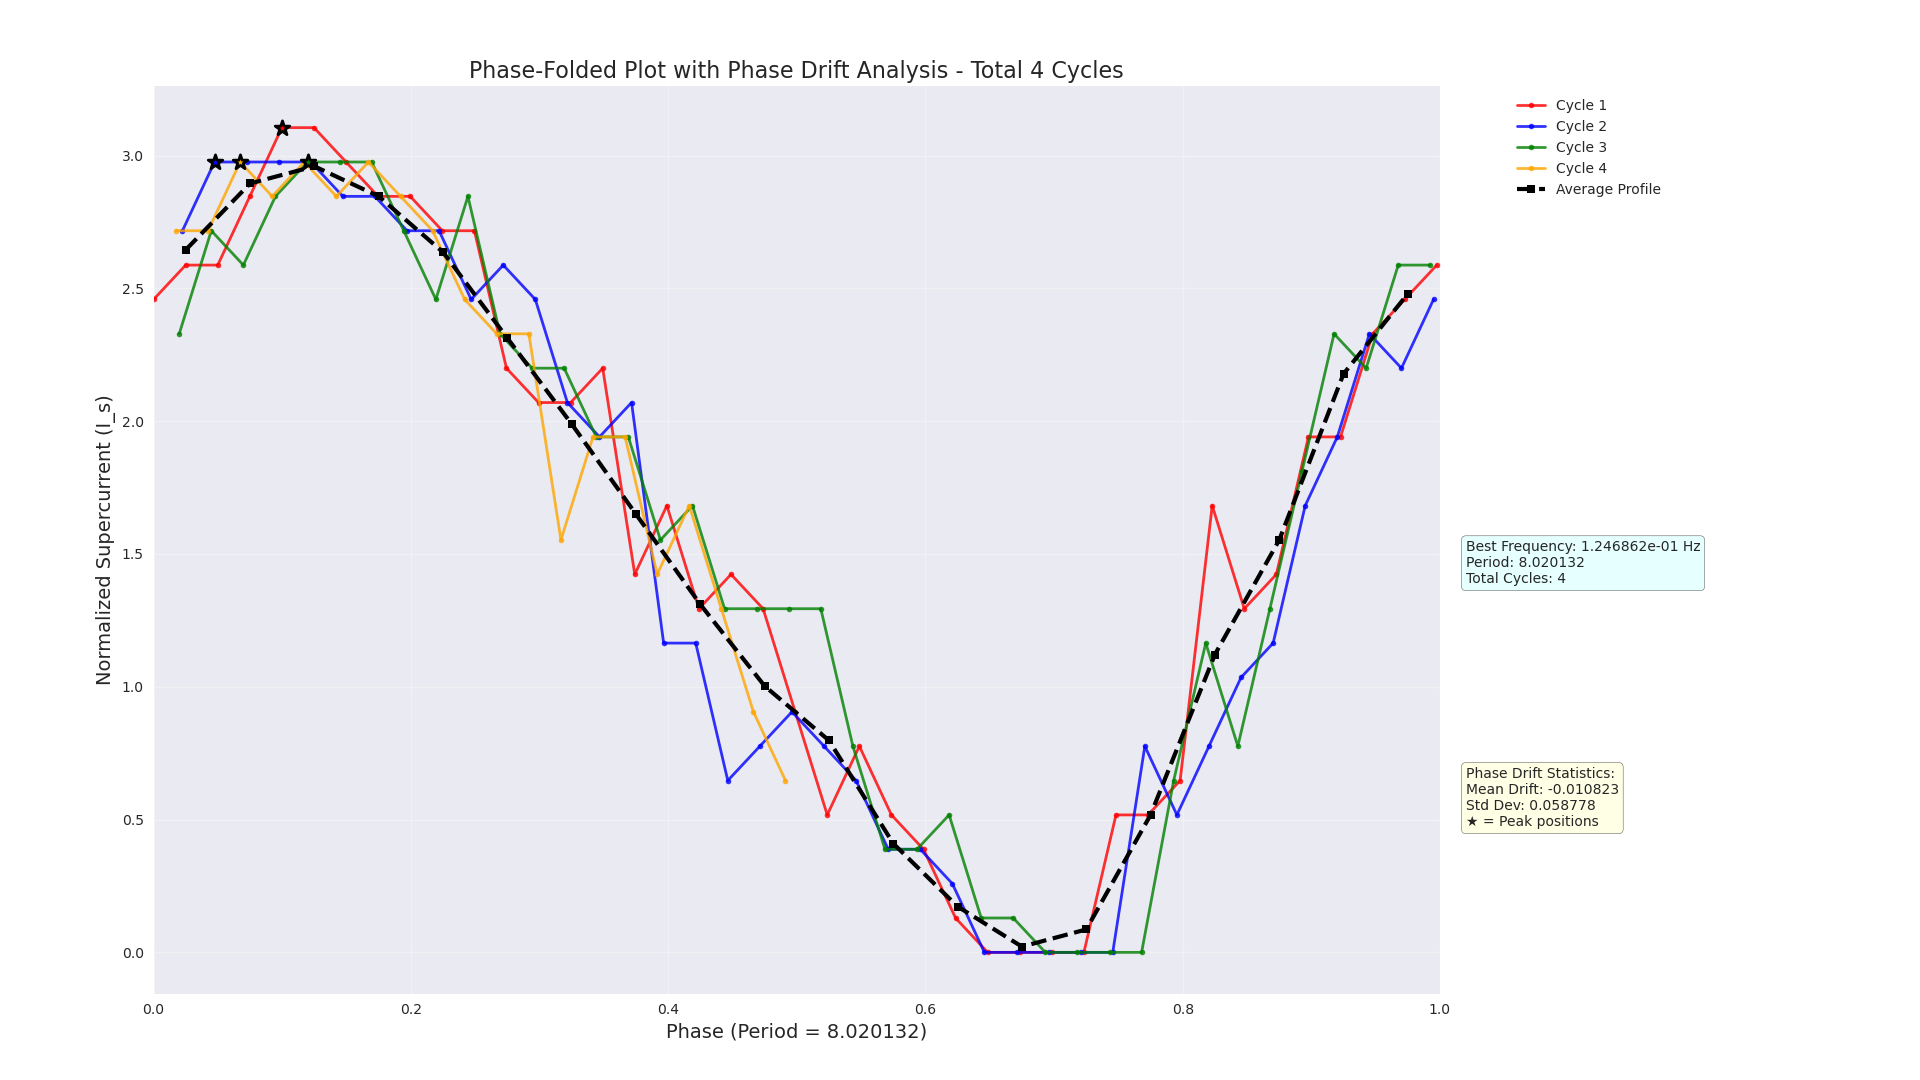 Phase-Folded Plot with Phase Drift Analysis - Total 4 Cycles
Normalized Supercurrent (I_s)
3.0
2.5
2.0
1.5
1.0
0.5
0.0
0.0
0.2
0.4
0.6
0.8
1.0
Phase (Period = 8.020132)
Cycle 1
Cycle 2
Cycle 3
Cycle 4
Average Profile
Best Frequency: 1.246862e-01 Hz
Period: 8.020132
Total Cycles: 4
Phase Drift Statistics:
Mean Drift: -0.010823
Std Dev: 0.058778
★ = Peak positions